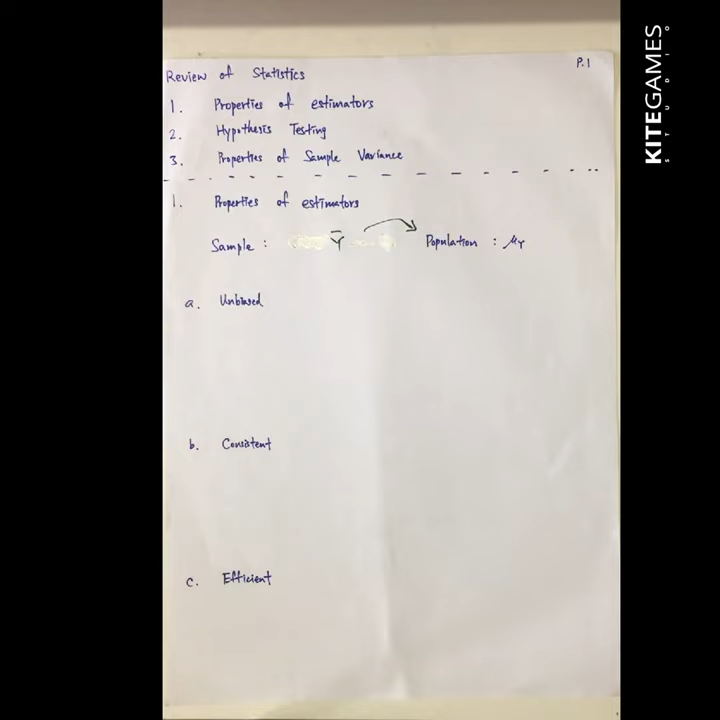 P.1
Review of Statistics
1. Properties of estimators
2. Hypothesis Testing
3. Properties of Sample Variance
1. Properties of estimators
Sample : Ȳ Population : μY
a. Unbiased
b. Consistent
c. Efficient
KITEGAMES
STUDIO